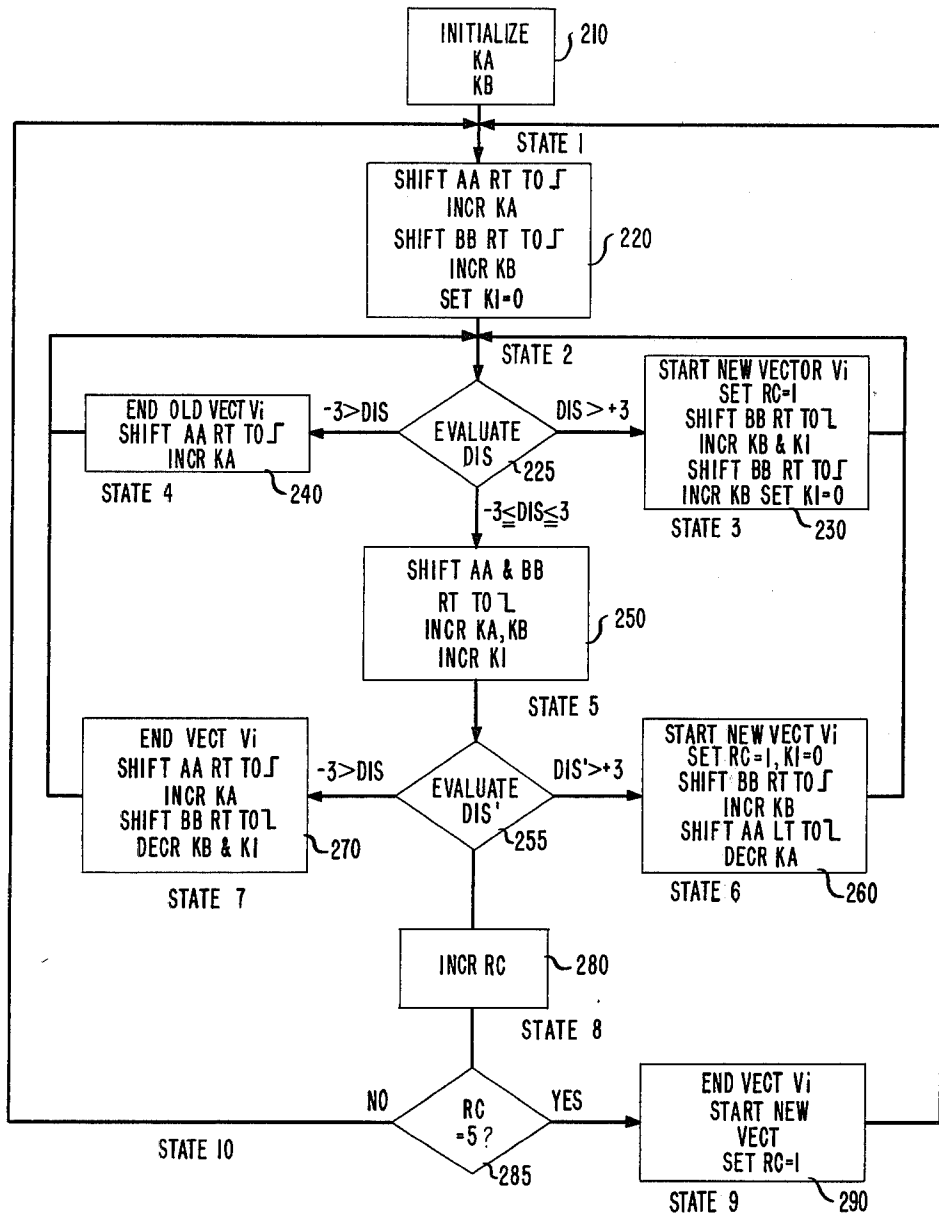 INITIALIZE
KA
KB
210
STATE 1
SHIFT AA RT TO
INCR KA
SHIFT BB RT TO
INCR KB
SET KI=0
220
STATE 2
END OLD VECT Vi
SHIFT AA RT TO
INCR KA
240
STATE 4
-3>DIS
EVALUATE
DIS
225
DIS>+3
START NEW VECTOR Vi
SET RC=1
SHIFT BB RT TO
INCR KB & KI
SHIFT BB RT TO
INCR KB SET KI=0
230
STATE 3
-3≦DIS≦3
SHIFT AA & BB
RT TO
INCR KA, KB
INCR KI
250
STATE 5
END VECT Vi
SHIFT AA RT TO
INCR KA
SHIFT BB RT TO
DECR KB & KI
270
STATE 7
-3>DIS
EVALUATE
DIS'
255
DIS'>+3
START NEW VECT Vi
SET RC=1, KI=0
SHIFT BB RT TO
INCR KB
SHIFT AA LT TO
DECR KA
260
STATE 6
INCR RC
280
STATE 8
NO
RC
=5?
285
YES
STATE 10
END VECT Vi
START NEW
VECT
SET RC=1
290
STATE 9